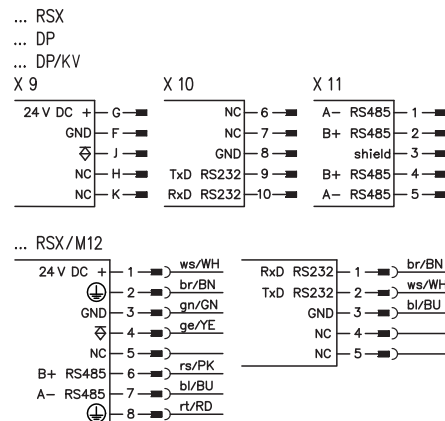 ... RSX
... DP
... DP/KV
X 9 X 10 X 11
24 V DC + G NC 6 A- RS485 1
GND F NC 7 B+ RS485 2
J GND 8 shield 3
NC H TxD RS232 9 B+ RS485 4
NC K RxD RS232 10 A- RS485 5
... RSX/M12
24 V DC + 1 ws/WH RxD RS232 1 br/BN
2 br/BN TxD RS232 2 ws/WH
GND 3 gn/GN GND 3 bl/BU
4 ge/YE NC 4
NC 5 NC 5
B+ RS485 6 rs/PK
A- RS485 7 bl/BU
8 rt/RD